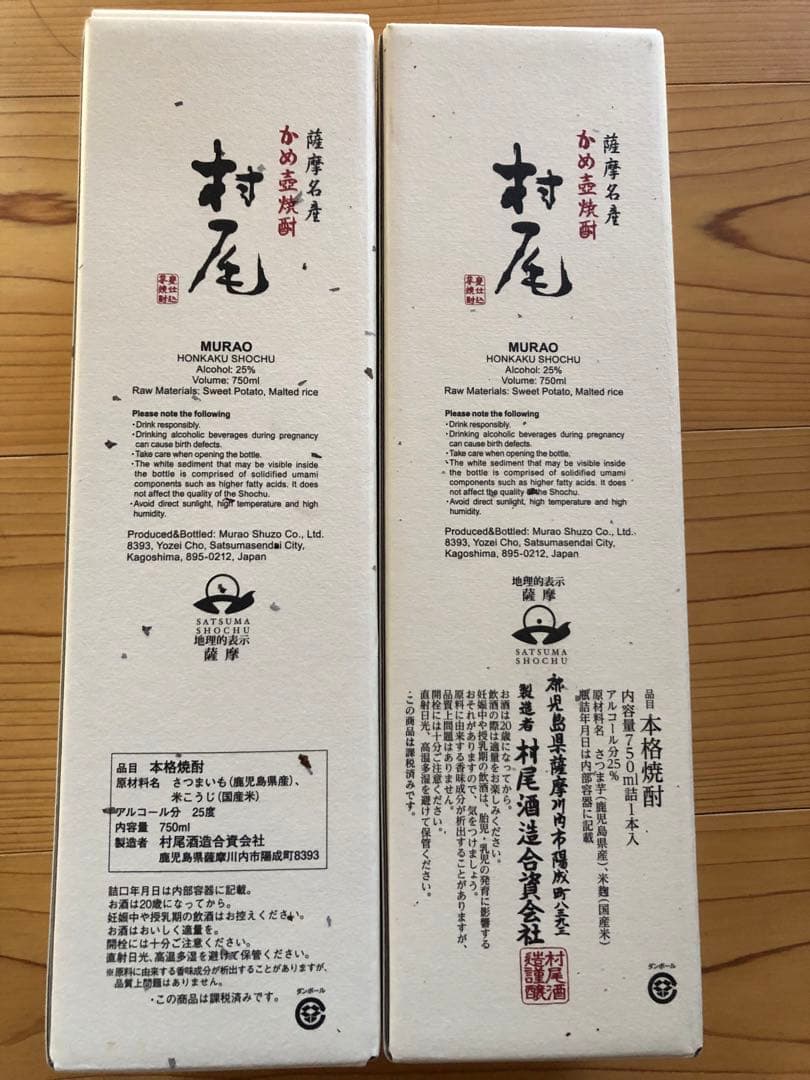 薩摩名産
かめ壺焼酎
村尾
甕仕込
芋焼酎
MURAO
HONKAKU SHOCHU
Alcohol: 25%
Volume: 750ml
Raw Materials: Sweet Potato, Malted rice
Please note the following
・Drink responsibly.
・Drinking alcoholic beverages during pregnancy
can cause birth defects.
・Take care when opening the bottle.
・The white sediment that may be visible inside
the bottle is comprised of solidified umami
components such as higher fatty acids. It does
not affect the quality of the Shochu.
・Avoid direct sunlight, high temperature and high
humidity.
Produced&Bottled: Murao Shuzo Co., Ltd.
8393, Yozei Cho, Satsumasendai City,
Kagoshima, 895-0212, Japan
SATSUMA
SHOCHU
地理的表示
薩摩
品目 本格焼酎
原材料名 さつまいも(鹿児島県産)、
米こうじ(国産米)
アルコール分 25度
内容量 750ml
製造者 村尾酒造合資会社
鹿児島県薩摩川内市陽成町8393
詰口年月日は内部容器に記載。
お酒は20歳になってから。
妊娠中や授乳期の飲酒はお控えください。
お酒はおいしく適量を。
開栓には十分ご注意ください。
直射日光、高温多湿を避けて保管ください。
※原料に由来する香味成分が析出することがありますが、
品質上問題はありません。
・この商品は課税済みです。
ダンボール
薩摩名産
かめ壺焼酎
村尾
甕仕込
芋焼酎
MURAO
HONKAKU SHOCHU
Alcohol: 25%
Volume: 750ml
Raw Materials: Sweet Potato, Malted rice
Please note the following
・Drink responsibly.
・Drinking alcoholic beverages during pregnancy
can cause birth defects.
・Take care when opening the bottle.
・The white sediment that may be visible inside
the bottle is comprised of solidified umami
components such as higher fatty acids. It does
not affect the quality of the Shochu.
・Avoid direct sunlight, high temperature and high
humidity.
Produced&Bottled: Murao Shuzo Co., Ltd.
8393, Yozei Cho, Satsumasendai City,
Kagoshima, 895-0212, Japan
地理的表示
薩摩
SATSUMA
SHOCHU
品目 本格焼酎
内容量750ml詰1本入
アルコール分25%
原材料名 さつま芋(鹿児島県産)、米麹(国産米)
瓶詰年月日は内部容器に記載
鹿児島県薩摩川内市陽成町八三九三
製造者 村尾酒造合資会社
村尾酒
造謹醸
お酒は20歳になってから。
飲酒の際は適量をお楽しみください。
妊娠中や授乳期の飲酒は、胎児・乳児の発育に影響する
おそれがありますので、気をつけましょう。
原料に由来する香味成分が析出することがありますが、
品質上問題はありません。
開栓には十分ご注意ください。
直射日光、高温多湿を避けて保管ください。
・この商品は課税済みです。
ダンボール